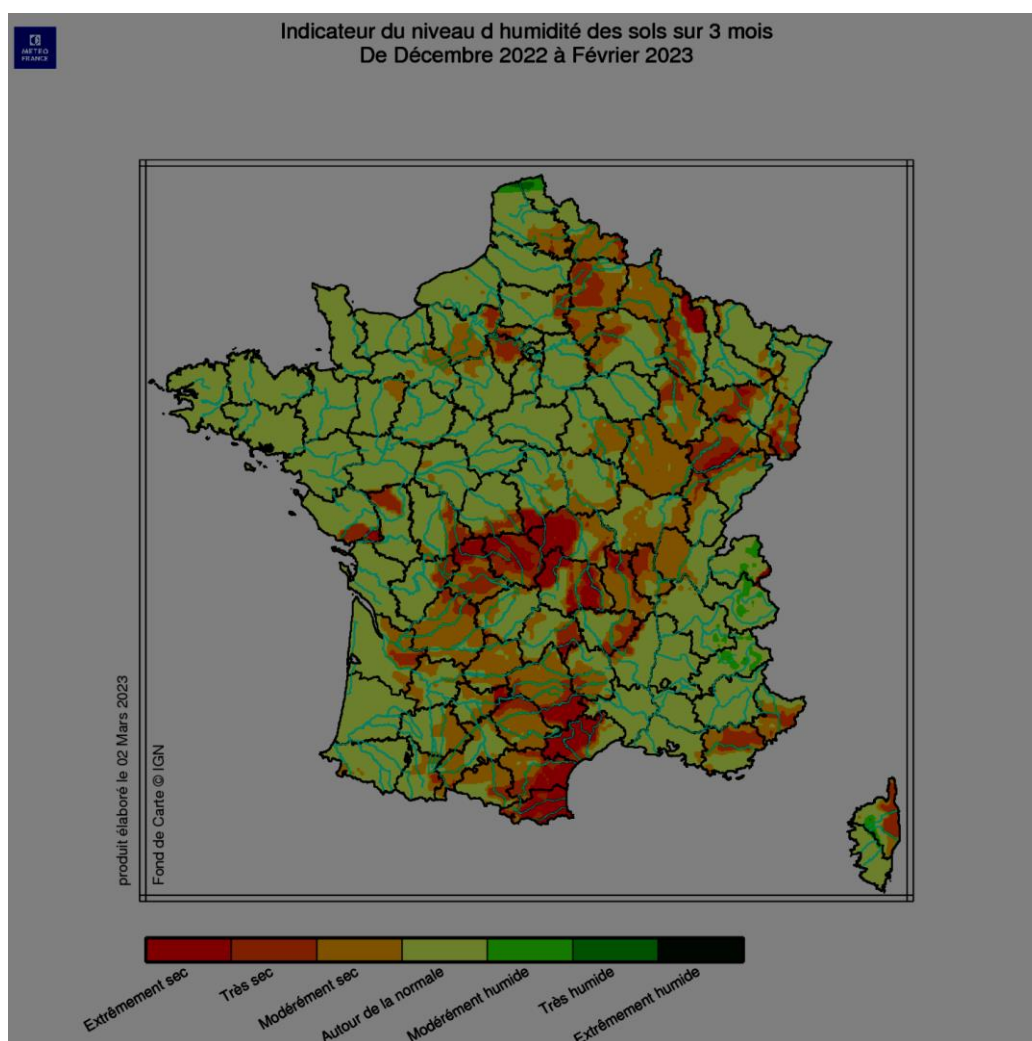 METEO
FRANCE
Indicateur du niveau d humidité des sols sur 3 mois
De Décembre 2022 à Février 2023
produit élaboré le 02 Mars 2023
Fond de Carte © IGN
Extrêmement sec
Très sec
Modérément sec
Autour de la normale
Modérément humide
Très humide
Extrêmement humide